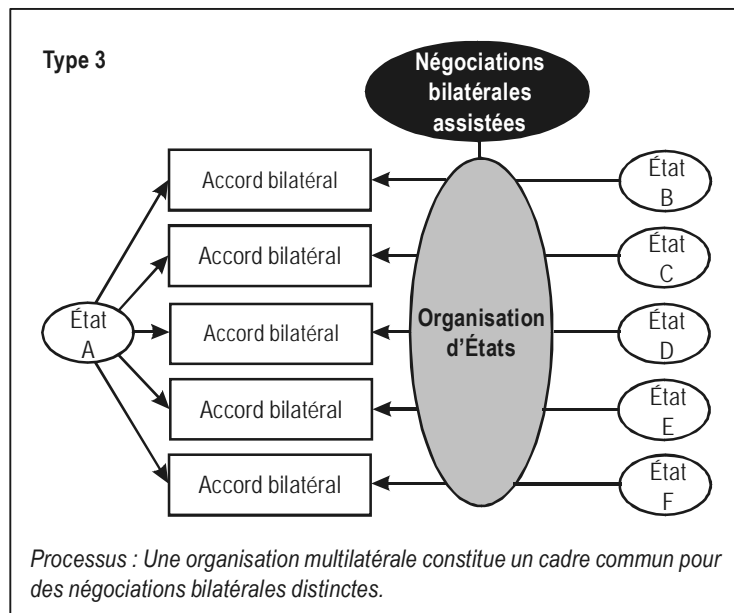 Type 3
Négociations
bilatérales
assistées
Accord bilatéral
État
B
Accord bilatéral
État
C
État
A
Accord bilatéral
Organisation
d’États
État
D
Accord bilatéral
État
E
Accord bilatéral
État
F
Processus : Une organisation multilatérale constitue un cadre commun pour
des négociations bilatérales distinctes.